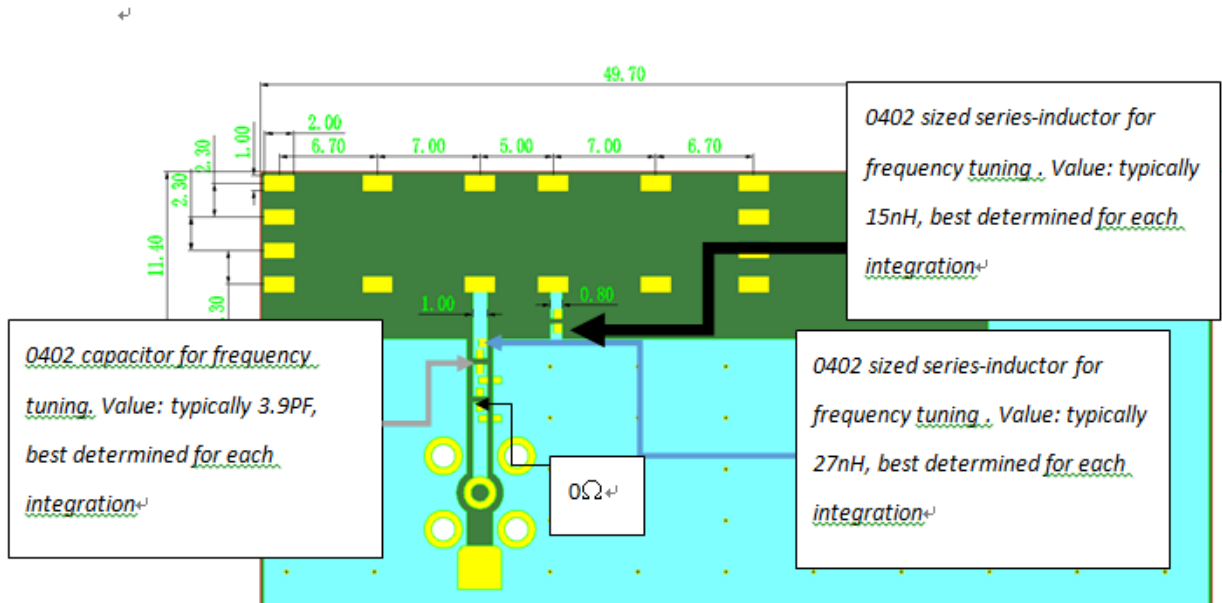 49.70
2.00
6.70 7.00 5.00 7.00 6.70
1.00
2.30
2.30
11.40
.30
1.00
0.80
0402 sized series-inductor for
frequency tuning . Value: typically
15nH, best determined for each
integration↵
0402 capacitor for frequency
tuning. Value: typically 3.9PF,
best determined for each
integration↵
0402 sized series-inductor for
frequency tuning . Value: typically
27nH, best determined for each
integration↵
0Ω↵